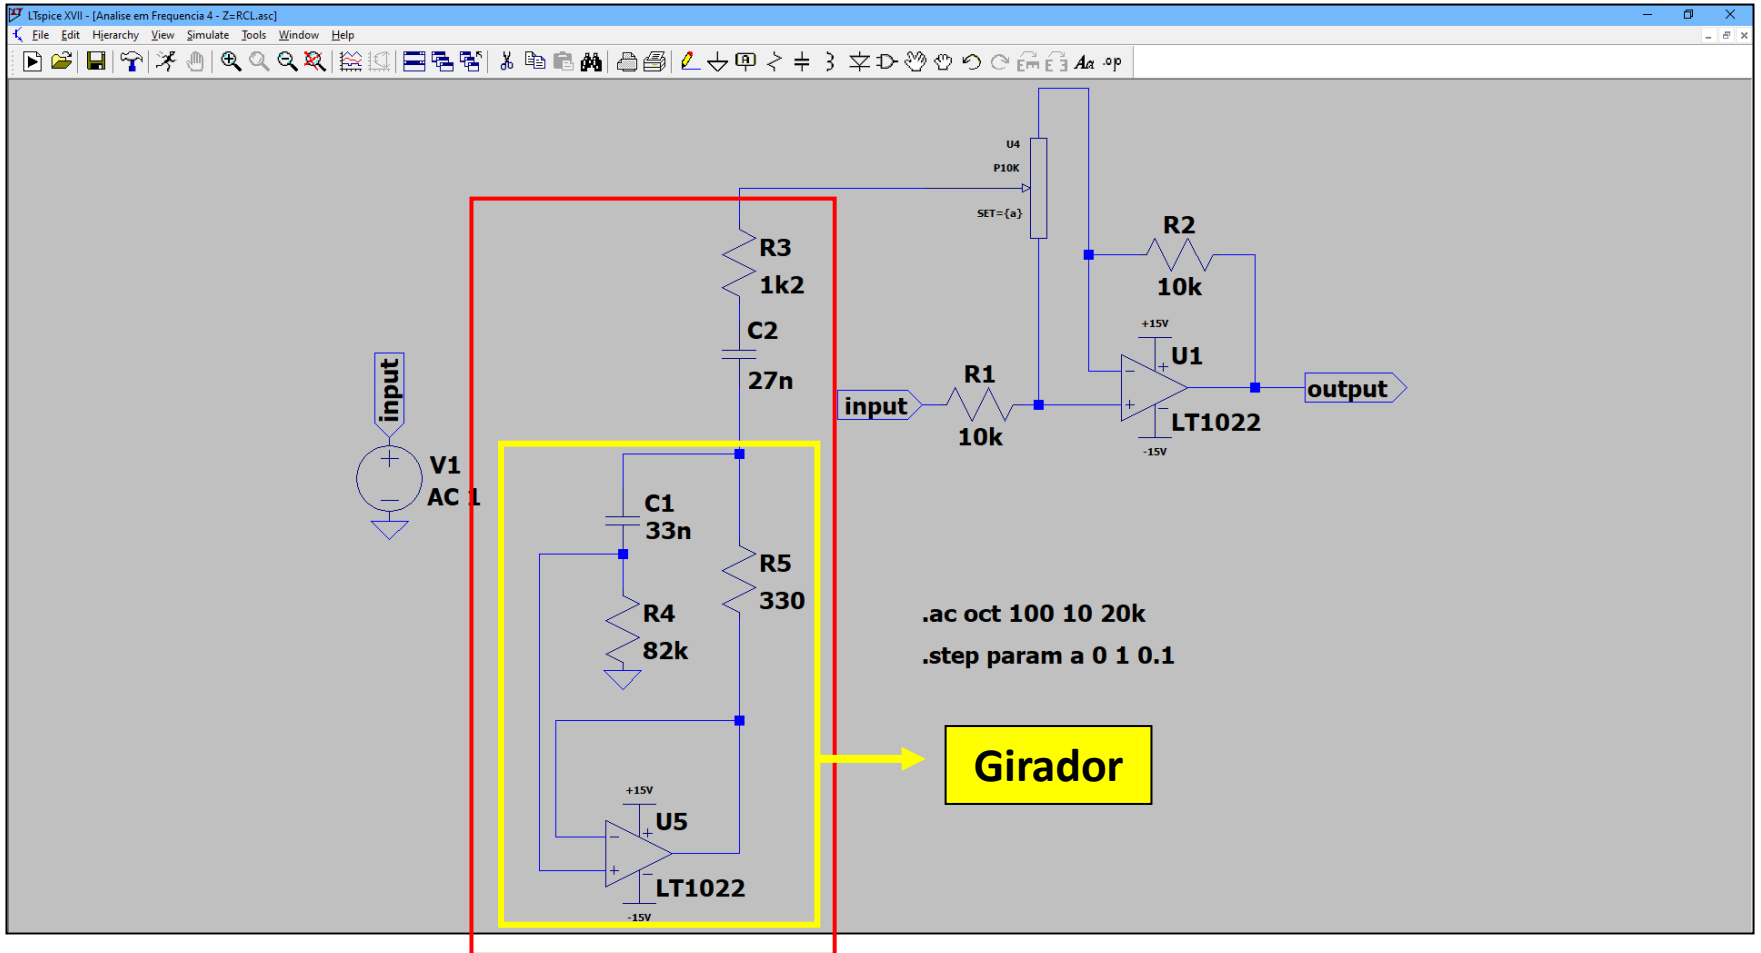 LTspice XVII - [Analise em Frequencia 4 - Z=RCL.asc]
File Edit Hierarchy View Simulate Tools Window Help
Aa .op
U4
P10K
SET={a}
R3
1k2
C2
27n
R2
10k
+15V
U1
LT1022
-15V
input
R1
10k
output
input
V1
AC 1
C1
33n
R5
330
R4
82k
.ac oct 100 10 20k
.step param a 0 1 0.1
Girador
+15V
U5
LT1022
-15V